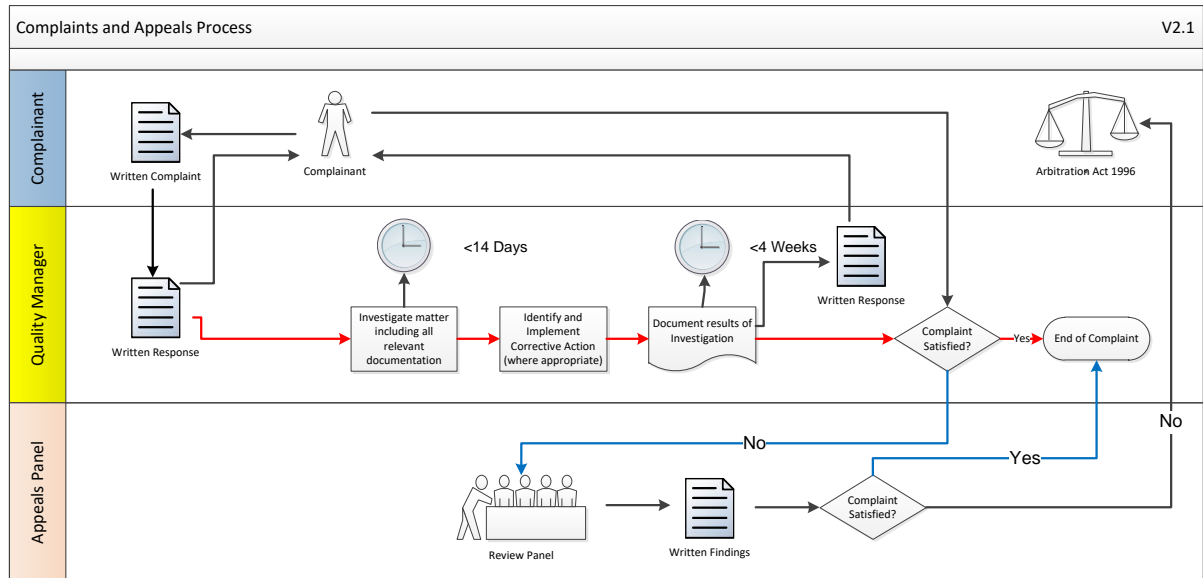 Complaints and Appeals Process
V2.1
Complainant
Written Complaint
Complainant
Arbitration Act 1996
Quality Manager
<14 Days
<4 Weeks
Written Response
Written Response
Investigate matter
including all
relevant
documentation
Identify and
Implement
Corrective Action
(where appropriate)
Document results of
Investigation
Complaint
Satisfied?
Yes
End of Complaint
Appeals Panel
No
Yes
No
Review Panel
Written Findings
Complaint
Satisfied?